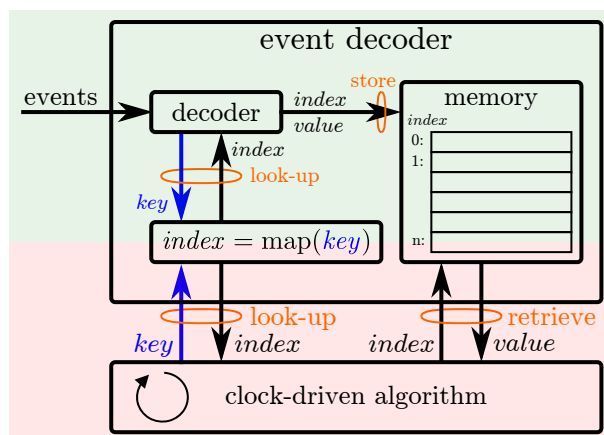 event decoder
events
decoder
store
index
value
memory
index
0:
1:
n:
index
look-up
key
index = map(key)
look-up
key
index
retrieve
index
value
clock-driven algorithm